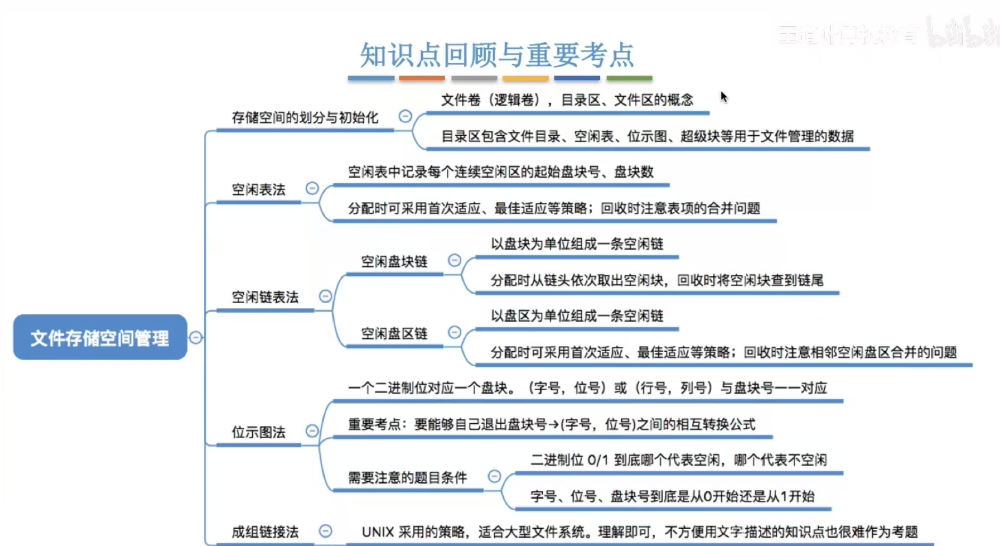 知识点回顾与重要考点
文件存储空间管理
存储空间的划分与初始化
文件卷（逻辑卷），目录区、文件区的概念
目录区包含文件目录、空闲表、位示图、超级块等用于文件管理的数据
空闲表法
空闲表中记录每个连续空闲区的起始盘块号、盘块数
分配时可采用首次适应、最佳适应等策略；回收时注意表项的合并问题
空闲链表法
空闲盘块链
以盘块为单位组成一条空闲链
分配时从链头依次取出空闲块，回收时将空闲块查到链尾
空闲盘区链
以盘区为单位组成一条空闲链
分配时可采用首次适应、最佳适应等策略；回收时注意相邻空闲盘区合并的问题
位示图法
一个二进制位对应一个盘块。（字号，位号）或（行号，列号）与盘块号一一对应
重要考点：要能够自己退出盘块号→(字号，位号)之间的相互转换公式
需要注意的题目条件
二进制位 0/1 到底哪个代表空闲，哪个代表不空闲
字号、位号、盘块号到底是从0开始还是从1开始
成组链接法
UNIX 采用的策略，适合大型文件系统。理解即可，不方便用文字描述的知识点也很难作为考题